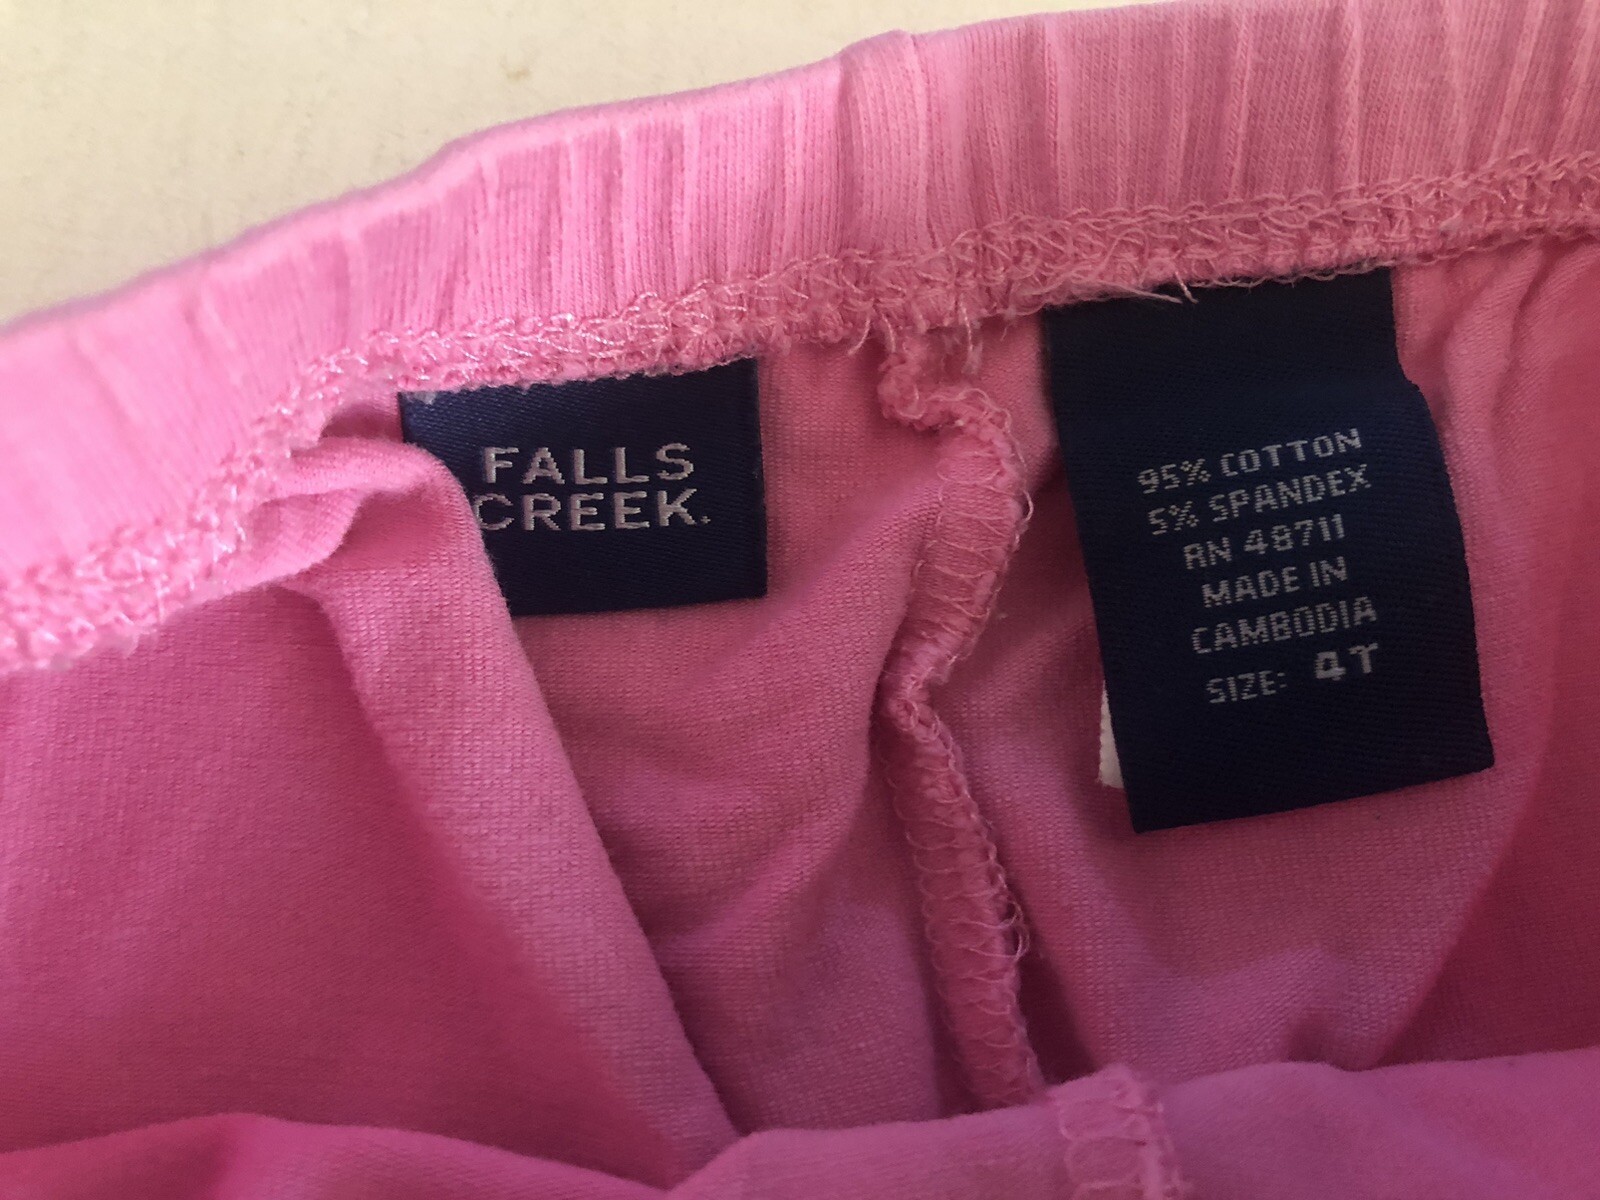 FALLS
CREEK.
95% COTTON
5% SPANDEX
RN 48711
MADE IN
CAMBODIA
SIZE: 4T